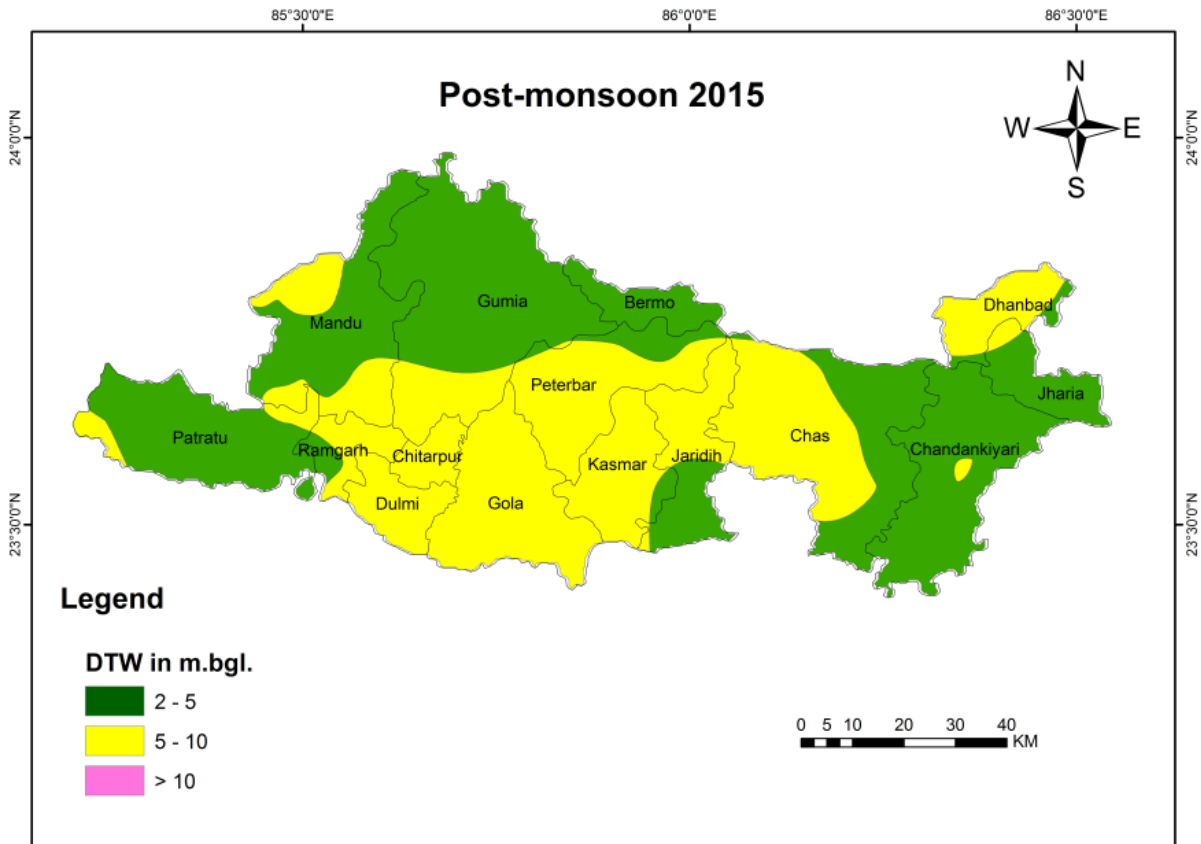 85°30'0"E 86°0'0"E 86°30'0"E
Post-monsoon 2015
N
W E
S
24°0'0"N 24°0'0"N
Dhanbad
Gumia Bermo
Mandu
Peterbar Jharia
Patratu Ramgarh Chitarpur Kasmar Jaridih Chas Chandankiyari
Dulmi Gola
23°30'0"N 23°30'0"N
Legend
DTW in m.bgl.
2 - 5
5 - 10
> 10
0 5 10 20 30 40
KM